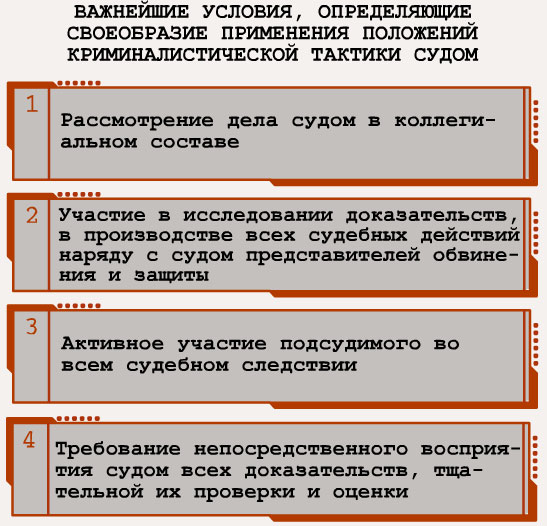 ВАЖНЕЙШИЕ УСЛОВИЯ, ОПРЕДЕЛЯЮЩИЕ
СВОЕОБРАЗИЕ ПРИМЕНЕНИЯ ПОЛОЖЕНИЙ
КРИМИНАЛИСТИЧЕСКОЙ ТАКТИКИ СУДОМ
1
Рассмотрение дела судом в коллеги-
альном составе
2
Участие в исследовании доказательств,
в производстве всех судебных действий
наряду с судом представителей обвине-
ния и защиты
3
Активное участие подсудимого во
всем судебном следствии
4
Требование непосредственного восприя-
тия судом всех доказательств, тща-
тельной их проверки и оценки